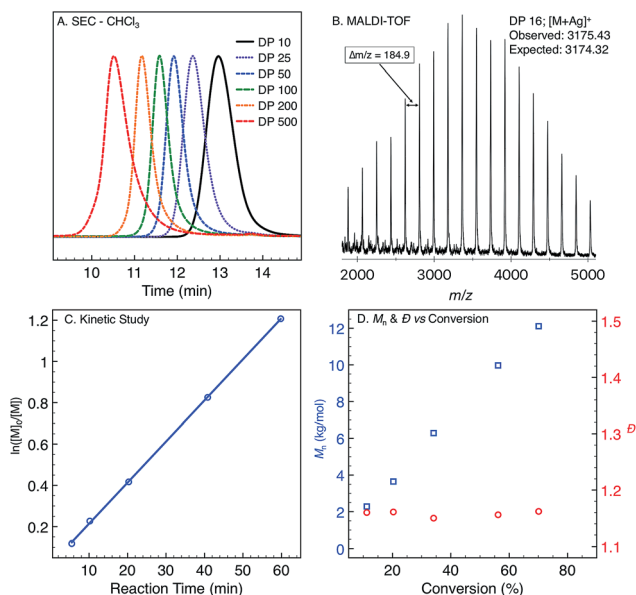 A. SEC - CHCl₃
DP 10
DP 25
DP 50
DP 100
DP 200
DP 500
10 11 12 13 14
Time (min)
B. MALDI-TOF
DP 16; [M+Ag]⁺
Observed: 3175.43
Expected: 3174.32
Δm/z = 184.9
2000 3000 4000 5000
m/z
C. Kinetic Study
1.2
1.0
0.8
0.6
0.4
0.2
ln([M]₀/[M])
10 20 30 40 50 60
Reaction Time (min)
D. Mₙ & Đ vs Conversion
12
10
8
6
4
2
0
Mₙ (kg/mol)
1.5
1.4
1.3
1.2
1.1
Đ
20 40 60 80
Conversion (%)